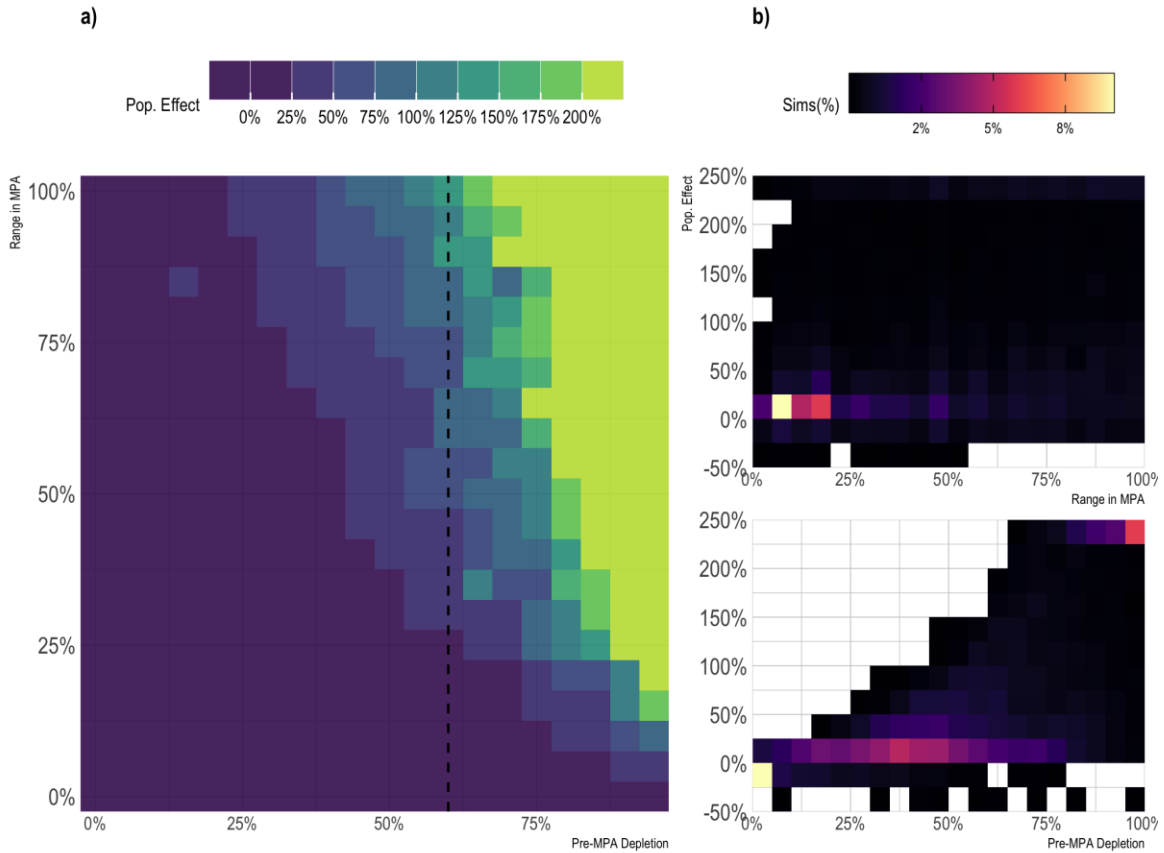 a)
b)
Pop. Effect
0% 25% 50% 75% 100% 125% 150% 175% 200%
Sims(%)
2% 5% 8%
Range in MPA
100%
75%
50%
25%
0%
0% 25% 50% 75%
Pre-MPA Depletion
Pop. Effect
250%
200%
150%
100%
50%
0%
-50%
0% 25% 50% 75% 100%
Range in MPA
250%
200%
150%
100%
50%
0%
-50%
0% 25% 50% 75% 100%
Pre-MPA Depletion